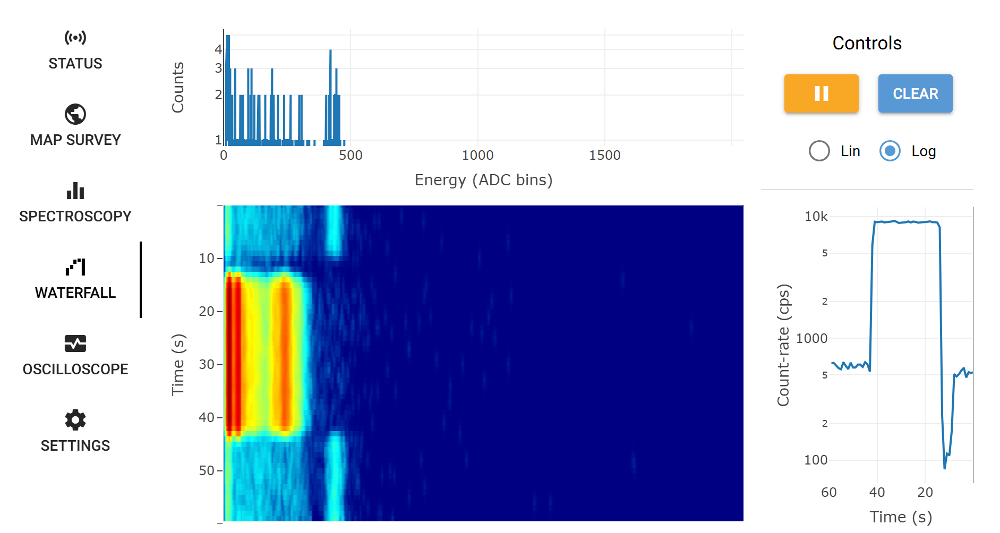 STATUS
MAP SURVEY
SPECTROSCOPY
WATERFALL
OSCILLOSCOPE
SETTINGS
Counts
4
3
2
1
0
500
1000
1500
Energy (ADC bins)
Time (s)
10
20
30
40
50
Controls
CLEAR
Lin
Log
Count-rate (cps)
10k
5
2
1000
5
2
100
60
40
20
Time (s)